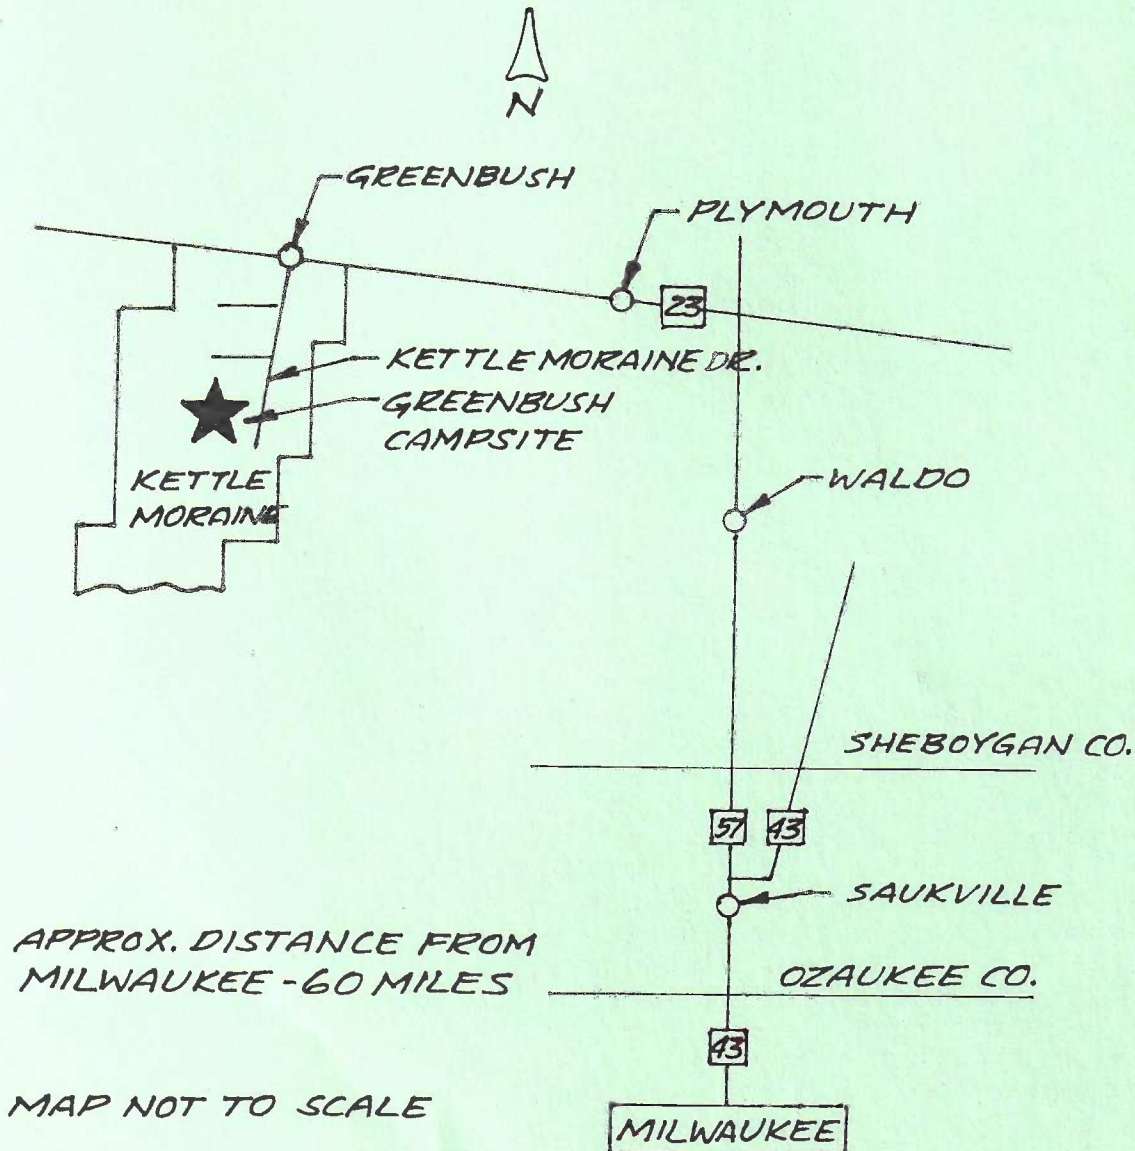 N
GREENBUSH
PLYMOUTH
23
KETTLE MORAINE DR.
GREENBUSH
CAMPSITE
KETTLE
MORAINE
WALDO
SHEBOYGAN CO.
57
43
SAUKVILLE
APPROX. DISTANCE FROM
MILWAUKEE - 60 MILES
OZAUKEE CO.
43
MAP NOT TO SCALE
MILWAUKEE